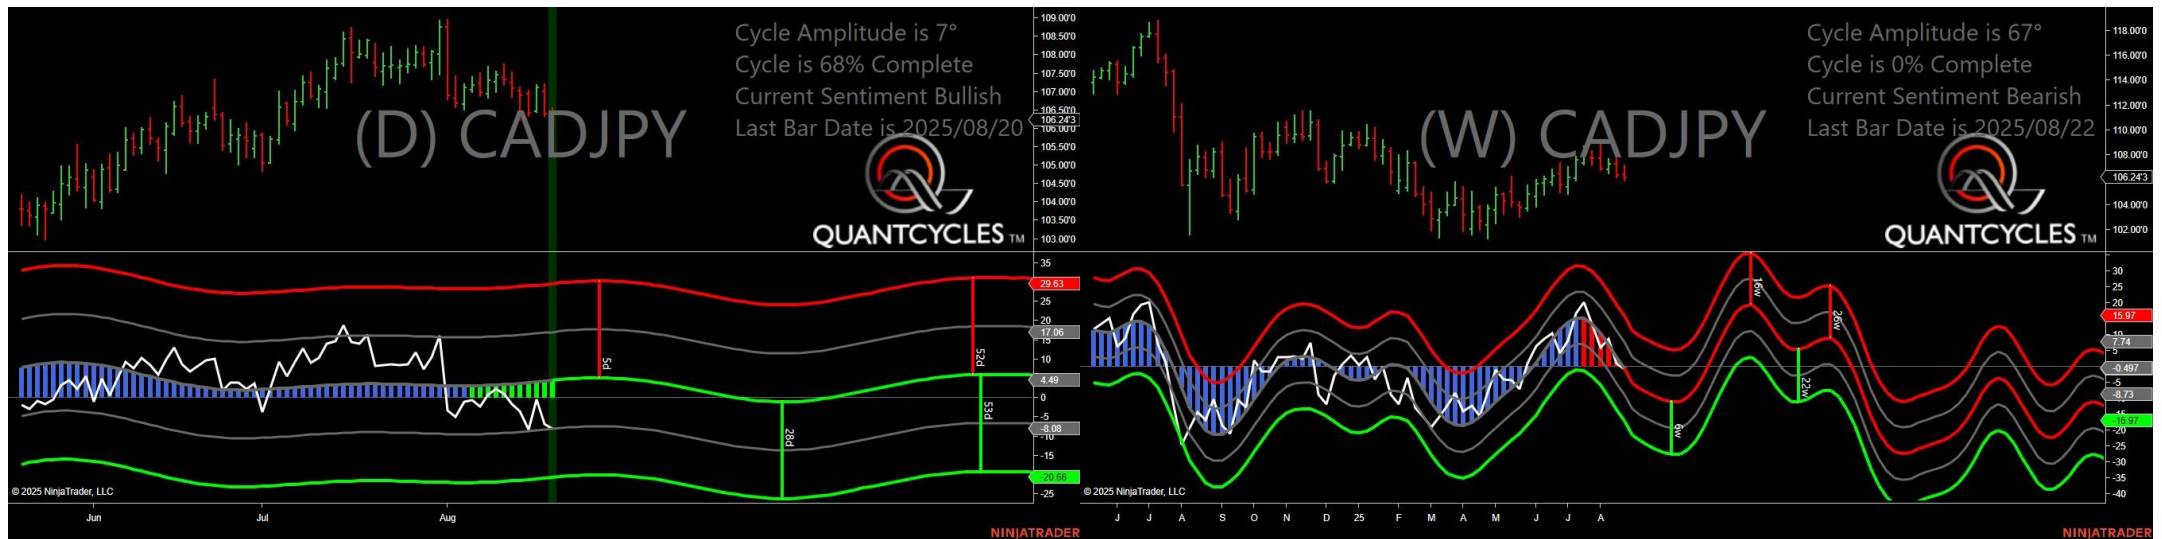 Cycle Amplitude is 7°
Cycle is 68% Complete
Current Sentiment Bullish
Last Bar Date is 2025/08/20
(D) CADJPY
QUANTCYCLES TM
109.00'0
108.50'0
108.00'0
107.50'0
107.00'0
106.50'0
106.24'3
106.00'0
105.50'0
105.00'0
104.50'0
104.00'0
103.50'0
103.00'0
35
29.63
25
20
17.06
15
10
4.49
0
-5
-8.08
-10
-15
-20.66
-25
5d
28d
52d
53d
© 2025 NinjaTrader, LLC
Jun
Jul
Aug
NINJATRADER
Cycle Amplitude is 67°
Cycle is 0% Complete
Current Sentiment Bearish
Last Bar Date is 2025/08/22
(W) CADJPY
QUANTCYCLES TM
118.00'0
116.00'0
114.00'0
112.00'0
110.00'0
108.00'0
106.24'3
104.00'0
102.00'0
30
25
20
15.97
7.74
5
-0.497
-5
-8.73
-15
-16.97
-20
-25
-30
-35
-40
6w
16w
22w
26w
© 2025 NinjaTrader, LLC
J
J
A
S
O
N
D
25
F
M
A
M
J
J
A
NINJATRADER